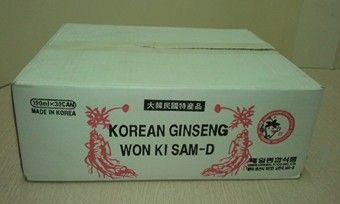 100ml×30CAN
MADE IN KOREA
大韓民國特産品
KOREAN GINSENG
WON KI SAM-D